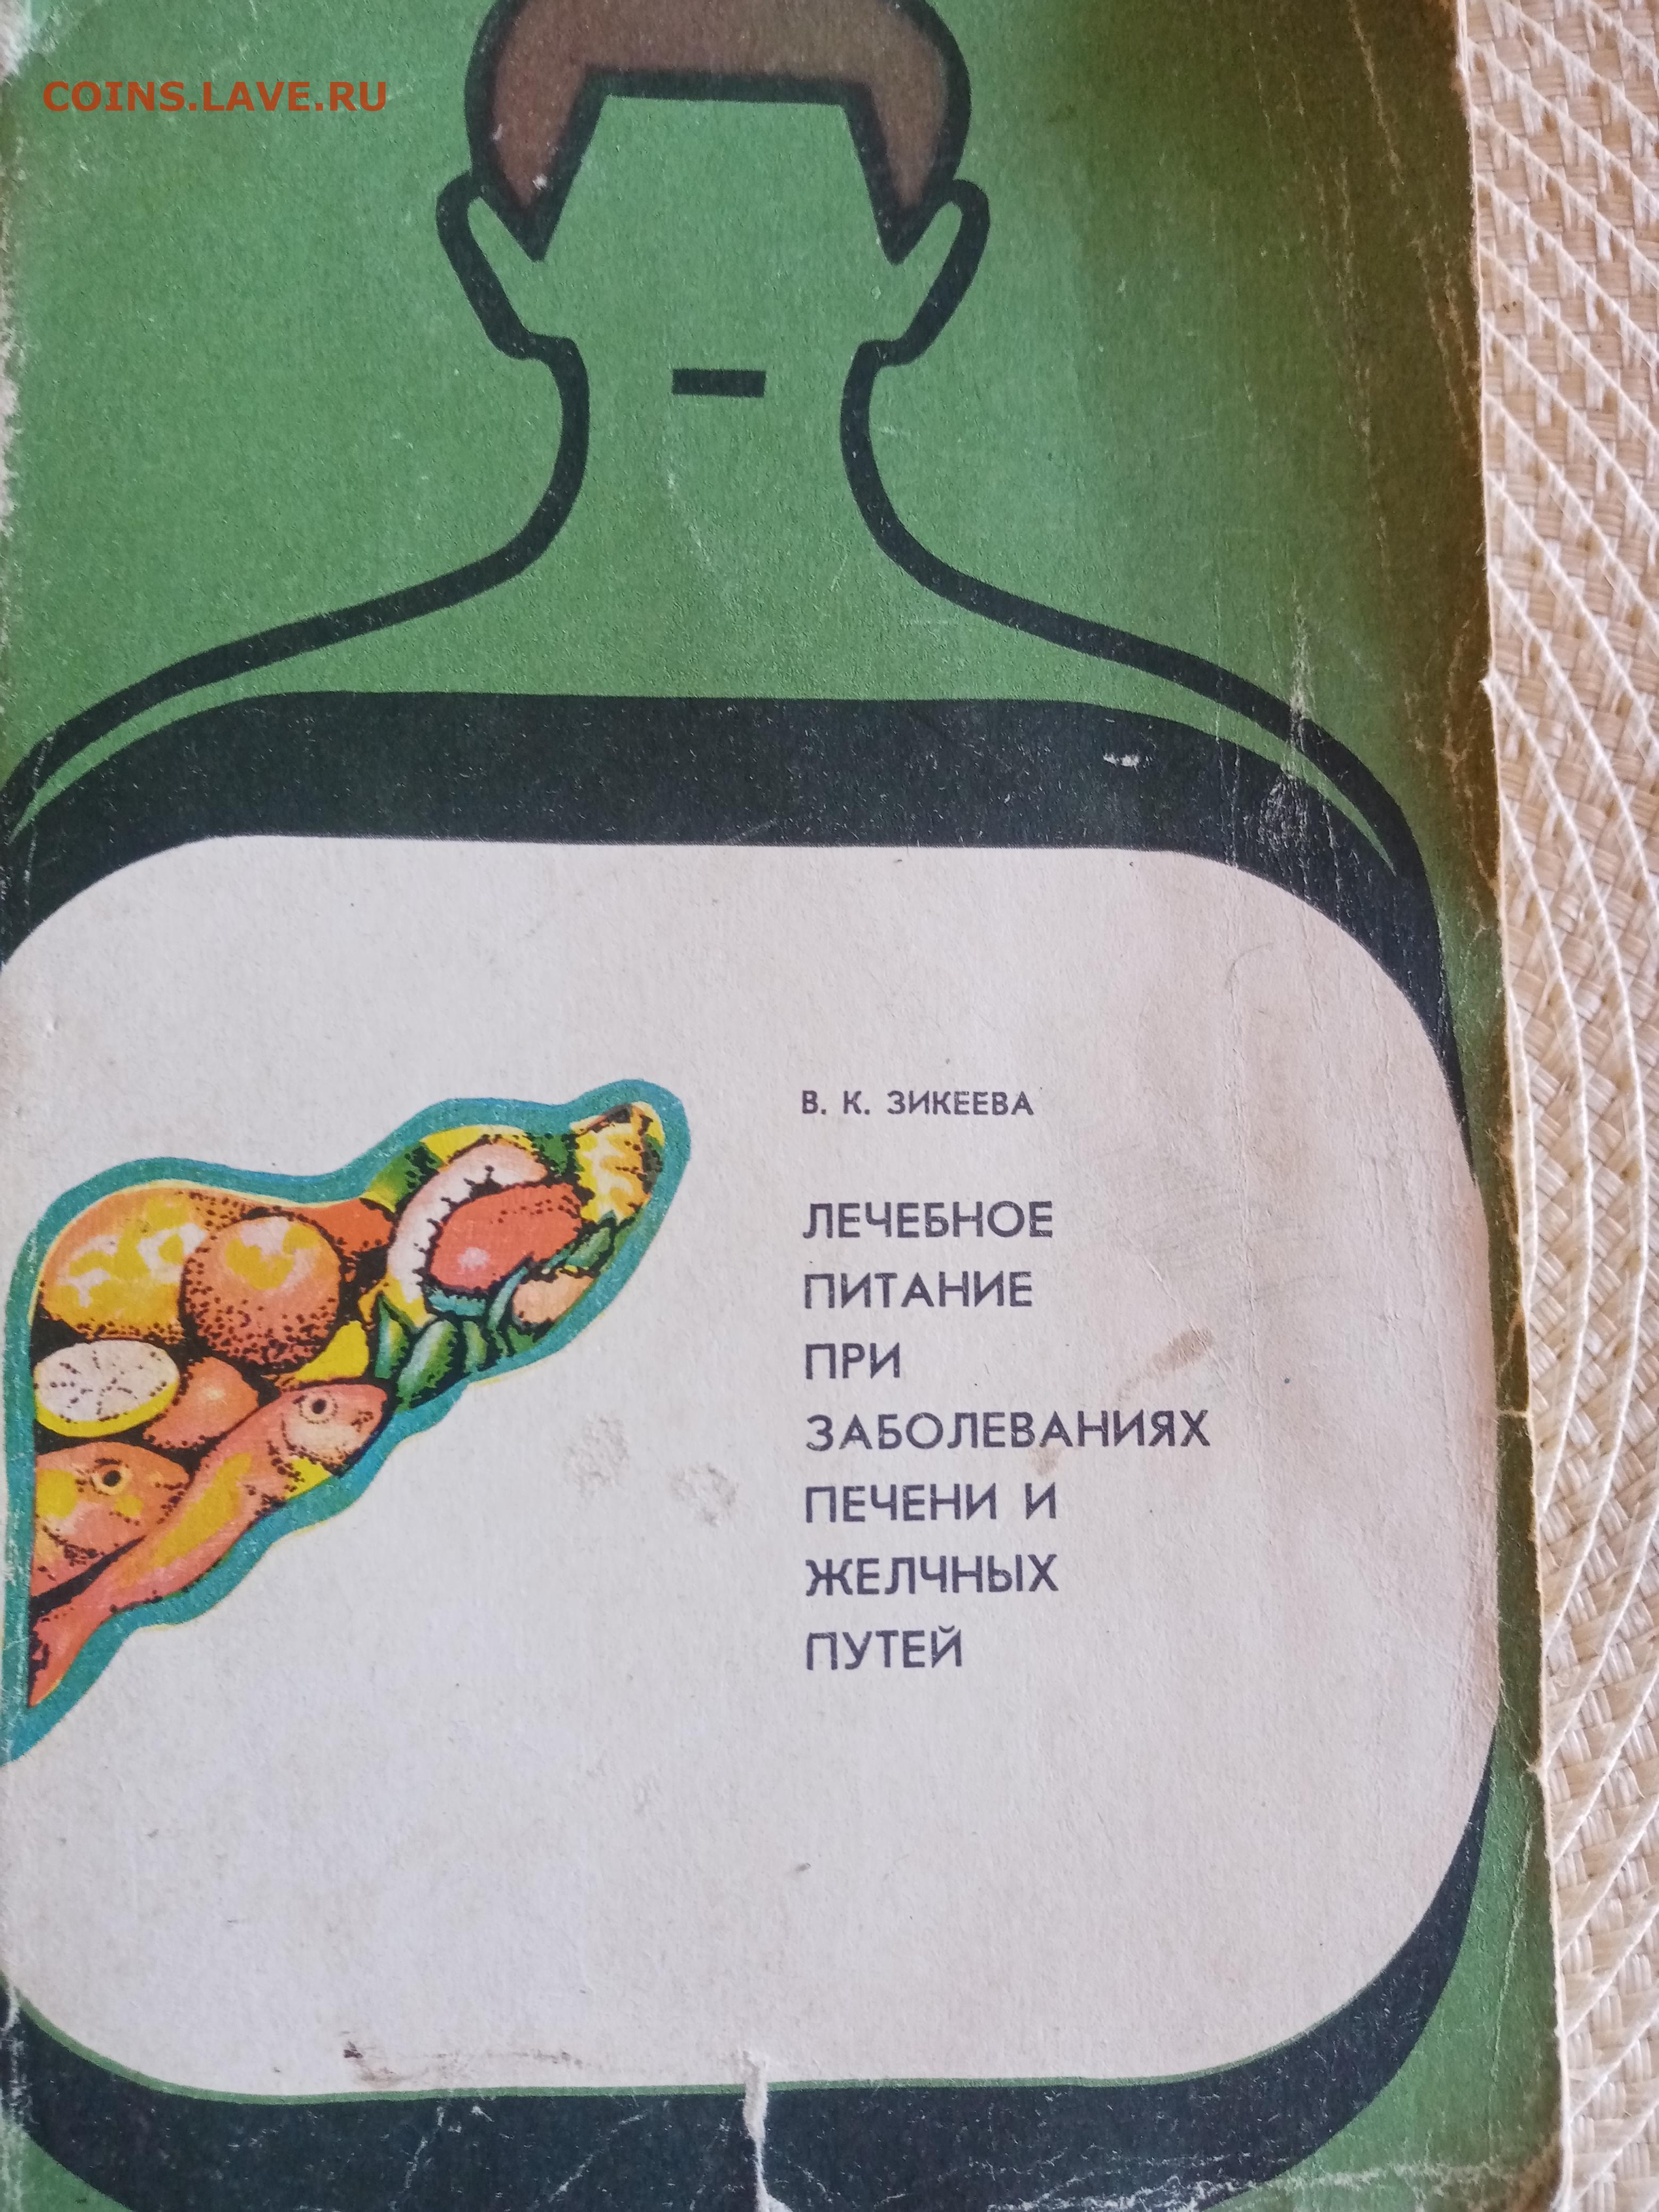 COINS.LAVE.RU
В. К. ЗИКЕЕВА
ЛЕЧЕБНОЕ
ПИТАНИЕ
ПРИ
ЗАБОЛЕВАНИЯХ
ПЕЧЕНИ И
ЖЕЛЧНЫХ
ПУТЕЙ